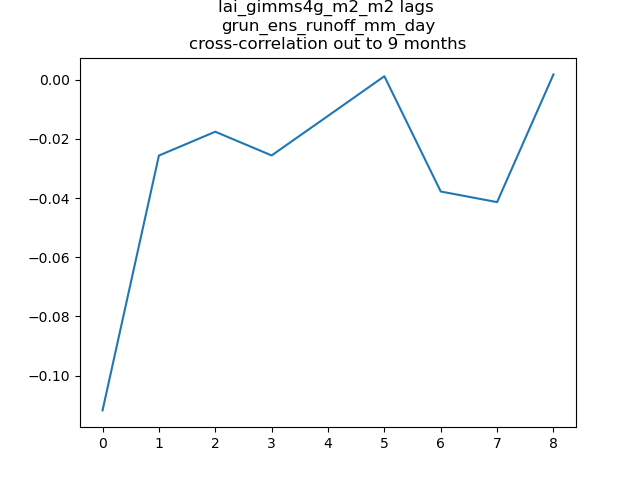 lai_gimms4g_m2_m2 lags
grun_ens_runoff_mm_day
cross-correlation out to 9 months
0.00
−0.02
−0.04
−0.06
−0.08
−0.10
0 1 2 3 4 5 6 7 8